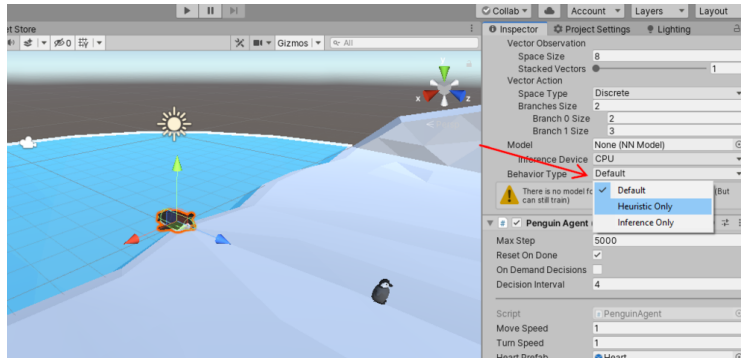 Collab
Account
Layers
Layout
et Store
Inspector
Project Settings
Lighting
0
Gizmos
All
Vector Observation
Space Size 8
Stacked Vectors 1
Vector Action
Space Type Discrete
Branches Size 2
Branch 0 Size 2
Branch 1 Size 3
Model None (NN Model)
Inference Device CPU
Behavior Type Default
There is no model fo
(But
can still train)
Default
Heuristic Only
Inference Only
Penguin Agent
Max Step 5000
Reset On Done
On Demand Decisions
Decision Interval 4
Script PenguinAgent
Move Speed 1
Turn Speed 1
Heart Prefab Heart
y
x
z